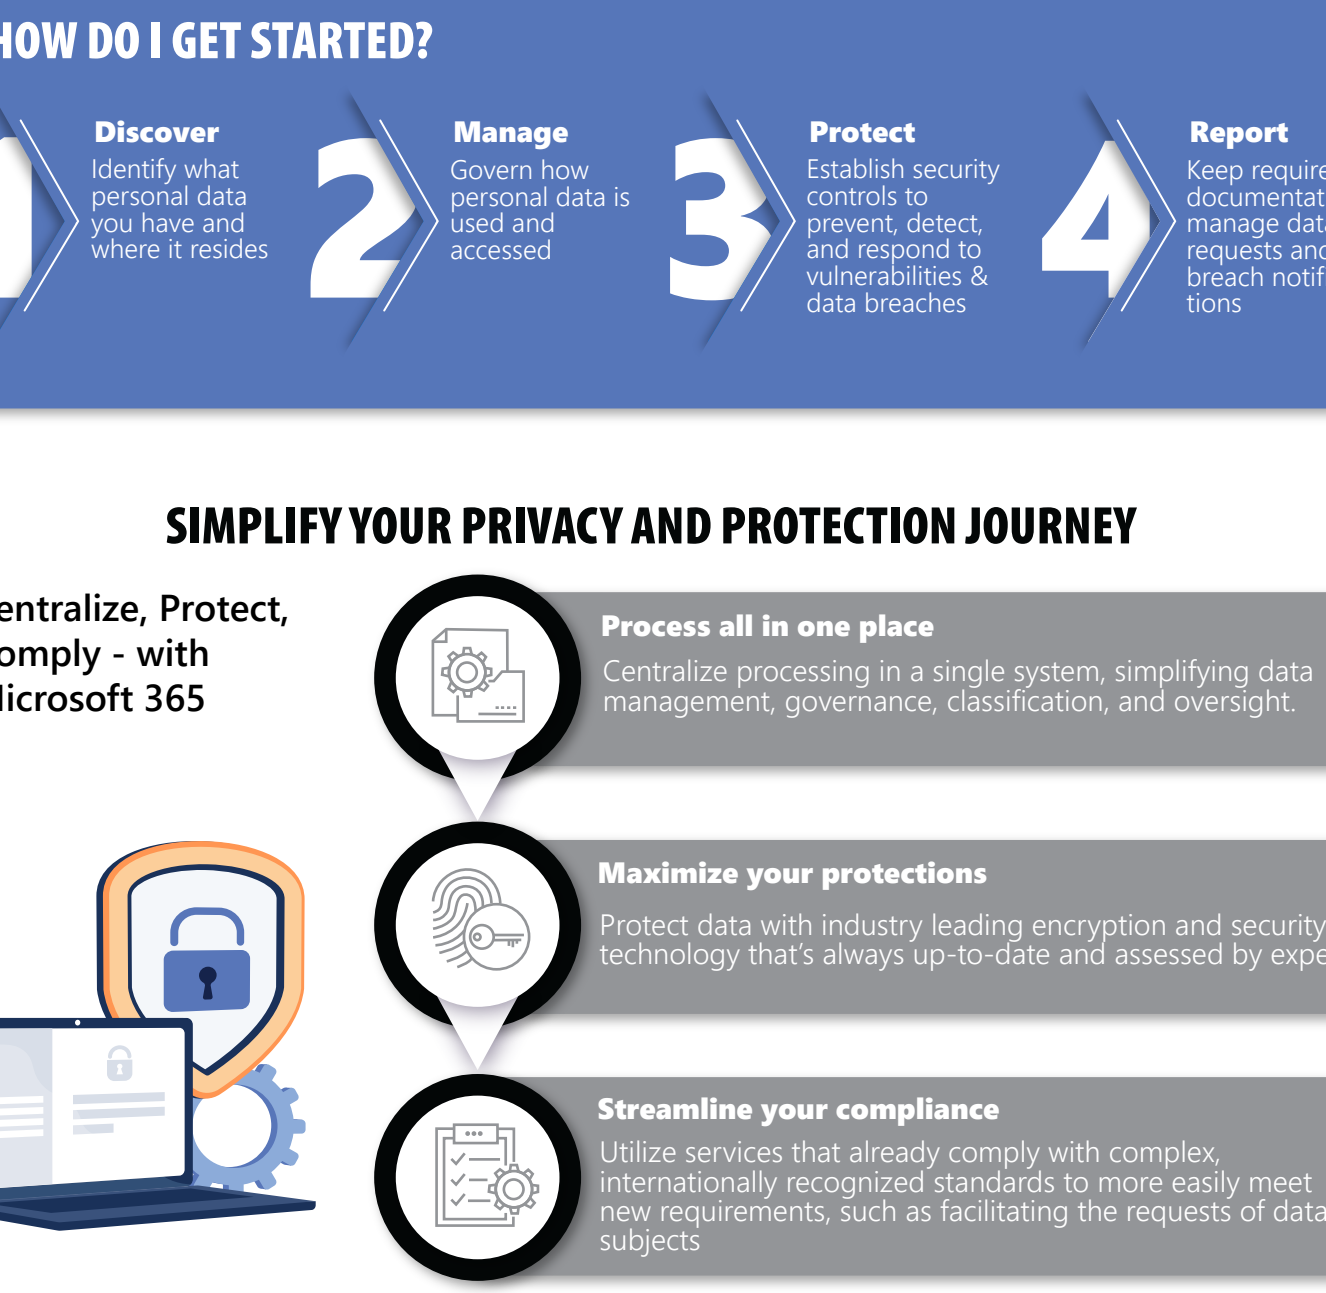 HOW DO I GET STARTED?
1
Discover
Identify what
personal data
you have and
where it resides
2
Manage
Govern how
personal data is
used and
accessed
3
Protect
Establish security
controls to
prevent, detect,
and respond to
vulnerabilities &
data breaches
4
Report
Keep require
documentat
manage data
requests and
breach notif
tions
SIMPLIFY YOUR PRIVACY AND PROTECTION JOURNEY
entralize, Protect,
omply - with
Microsoft 365
Process all in one place
Centralize processing in a single system, simplifying data
management, governance, classification, and oversight.
Maximize your protections
Protect data with industry leading encryption and security
technology that's always up-to-date and assessed by expe
Streamline your compliance
Utilize services that already comply with complex,
internationally recognized standards to more easily meet
new requirements, such as facilitating the requests of data
subjects